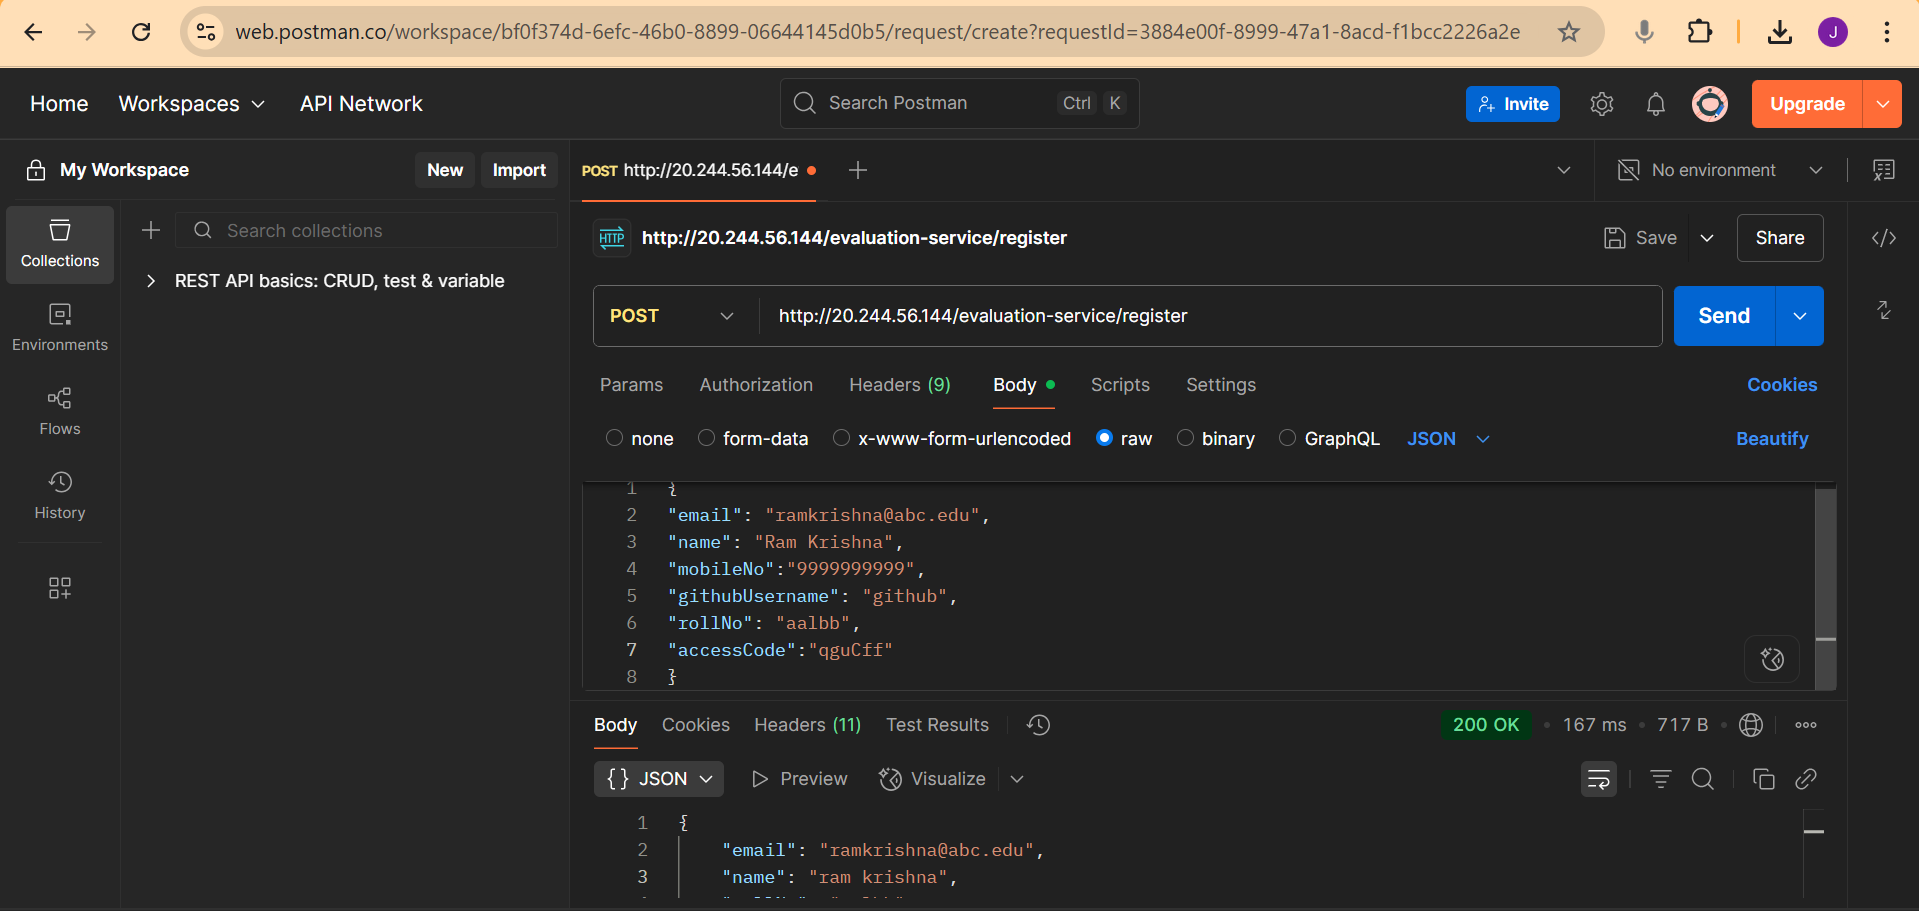 web.postman.co/workspace/bf0f374d-6efc-46b0-8899-06644145d0b5/request/create?requestId=3884e00f-8999-47a1-8acd-f1bcc2226a2e
J
Home Workspaces API Network
Search Postman Ctrl K
Invite Upgrade
My Workspace New Import
POST http://20.244.56.144/e
No environment
Collections
Search collections
REST API basics: CRUD, test & variable
Environments
Flows
History
HTTP http://20.244.56.144/evaluation-service/register
Save Share
POST http://20.244.56.144/evaluation-service/register
Send
Params Authorization Headers (9) Body Scripts Settings Cookies
none form-data x-www-form-urlencoded raw binary GraphQL JSON Beautify
1 {
2 "email": "ramkrishna@abc.edu",
3 "name": "Ram Krishna",
4 "mobileNo":"9999999999",
5 "githubUsername": "github",
6 "rollNo": "aalbb",
7 "accessCode":"qguCff"
8 }
Body Cookies Headers (11) Test Results
200 OK • 167 ms • 717 B
{} JSON Preview Visualize
1 {
2 "email": "ramkrishna@abc.edu",
3 "name": "ram krishna",